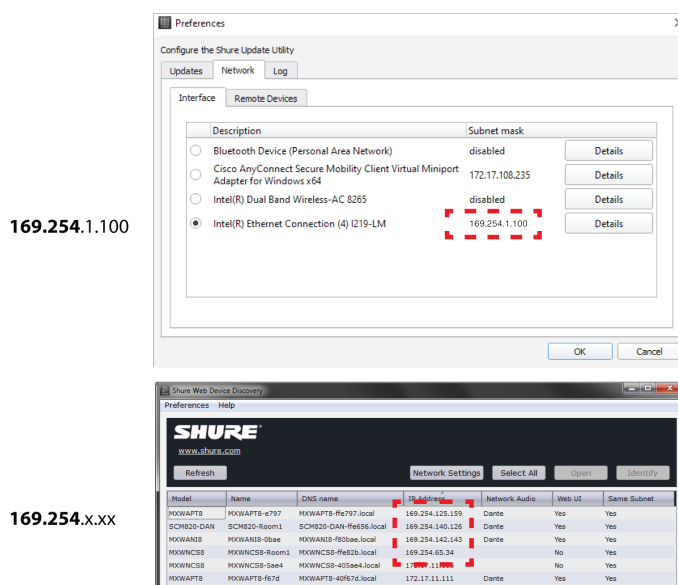 Preferences
Configure the Shure Update Utility
Updates Network Log
Interface Remote Devices
Description Subnet mask
Bluetooth Device (Personal Area Network) disabled Details
Cisco AnyConnect Secure Mobility Client Virtual Miniport Adapter for Windows x64 172.17.108.235 Details
Intel(R) Dual Band Wireless-AC 8265 disabled Details
169.254.1.100
Intel(R) Ethernet Connection (4) I219-LM 169.254.1.100 Details
OK Cancel
Shure Web Device Discovery
Preferences Help
SHURE
www.shure.com
Refresh Network Settings Select All Open Identify
Model Name DNS name IP Address Network Audio Web UI Same Subnet
MXWAPT8 MXWAPT8-e797 MXWAPT8-ffe797.local 169.254.125.159 Dante Yes Yes
169.254.x.xx
SCM820-DAN SCM820-Room1 SCM820-DAN-ffe656.local 169.254.140.126 Dante Yes Yes
MXWANI8 MXWANI8-0bae MXWANI8-f80bae.local 169.254.142.143 Dante Yes Yes
MXWNCS8 MXWNCS8-Room1 MXWNCS8-ffe82b.local 169.254.65.34 No Yes
MXWNCS8 MXWNCS8-5ae4 MXWNCS8-405ae4.local No Yes
MXWAPT8 MXWAPT8-f67d MXWAPT8-40f67d.local 172.17.11.111 Dante Yes Yes